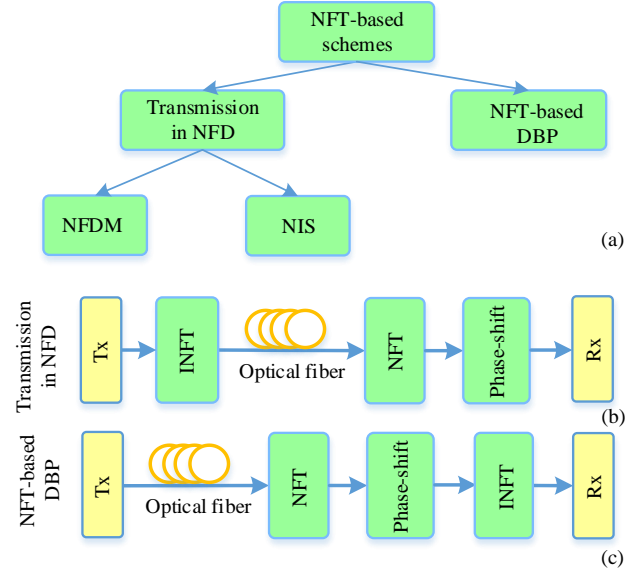 NFT-based
schemes
Transmission
in NFD
NFT-based
DBP
NFDM
NIS
(a)
Transmission
in NFD
Tx
INFT
Optical fiber
NFT
Phase-shift
Rx
(b)
NFT-based
DBP
Tx
Optical fiber
NFT
Phase-shift
INFT
Rx
(c)